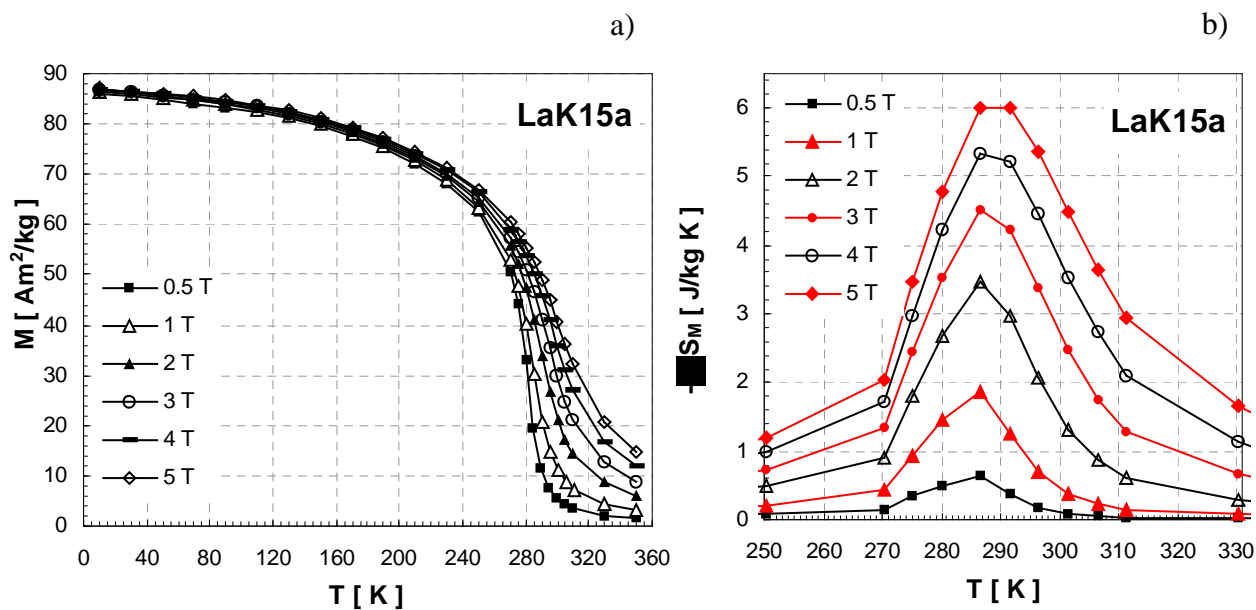 a)
90
80
70
60
50
40
30
20
10
0
M [ Am²/kg]
LaK15a
0.5 T
1 T
2 T
3 T
4 T
5 T
0 40 80 120 160 200 240 280 320 360
T [ K ]
b)
6
5
4
3
2
1
0
S_M [ J/kg K ]
0.5 T
1 T
2 T
3 T
4 T
5 T
LaK15a
250 260 270 280 290 300 310 320 330
T [ K ]